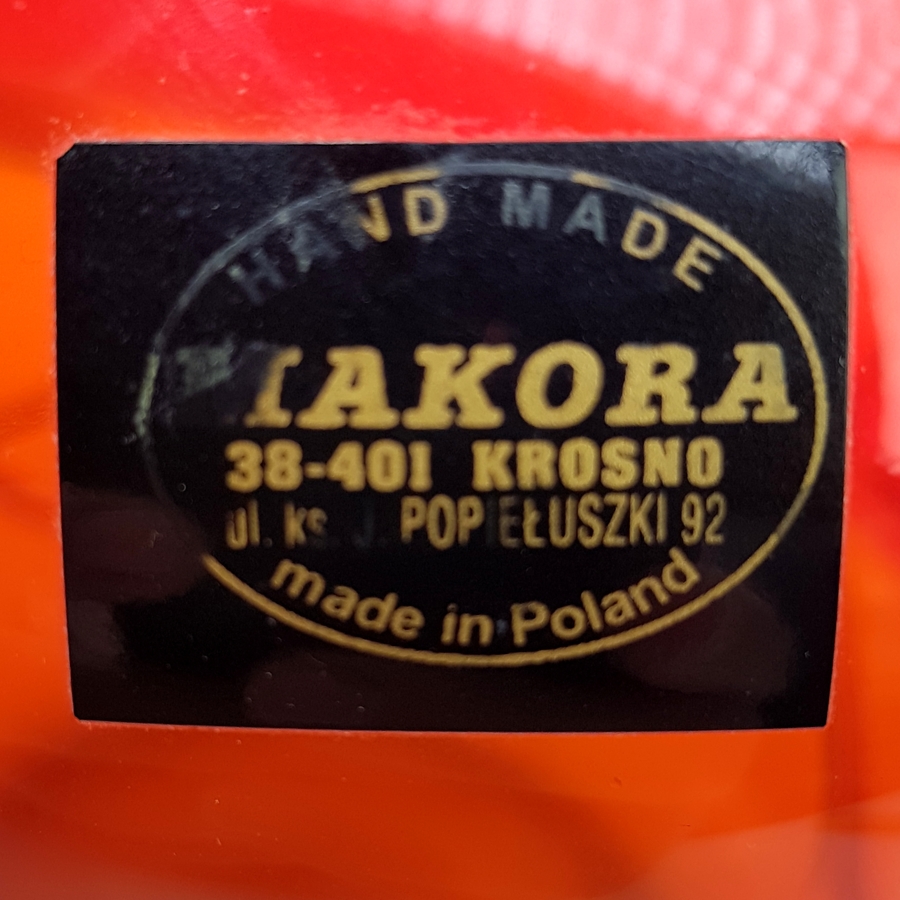 HAND MADE
MAKORA
38-401 KROSNO
ul. ks. J. POPIEŁUSZKI 92
made in Poland